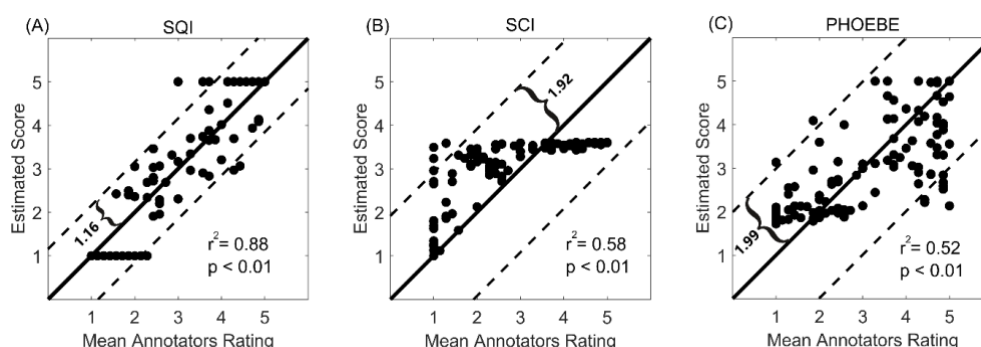 (A) SQI
Estimated Score
5
4
3
2
1
1.16
r² = 0.88
p < 0.01
1 2 3 4 5
Mean Annotators Rating
(B) SCI
Estimated Score
5
4
3
2
1
1.92
r² = 0.58
p < 0.01
1 2 3 4 5
Mean Annotators Rating
(C) PHOEBE
Estimated Score
5
4
3
2
1
1.99
r² = 0.52
p < 0.01
1 2 3 4 5
Mean Annotators Rating